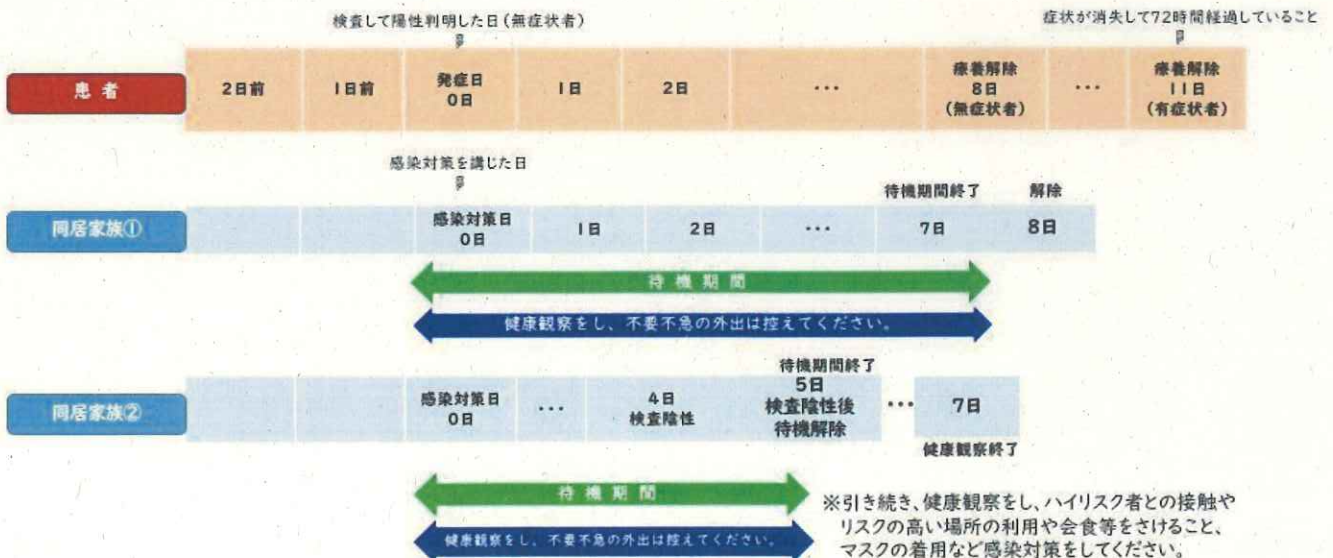 検査して陽性判明した日(無症状者)
症状が消失して72時間経過していること
患者
2日前
1日前
発症日
0日
1日
2日
・・・
療養解除
8日
(無症状者)
・・・
療養解除
11日
(有症状者)
感染対策を講じた日
待機期間終了
解除
同居家族①
感染対策日
0日
1日
2日
・・・
7日
8日
待機期間
健康観察をし、不要不急の外出は控えてください。
待機期間終了
同居家族②
感染対策日
0日
・・・
4日
検査陰性
5日
検査陰性後
待機解除
・・・
7日
健康観察終了
待機期間
健康観察をし、不要不急の外出は控えてください。
※引き続き、健康観察をし、ハイリスク者との接触や
リスクの高い場所の利用や会食等をさけること、
マスクの着用など感染対策をしてください。